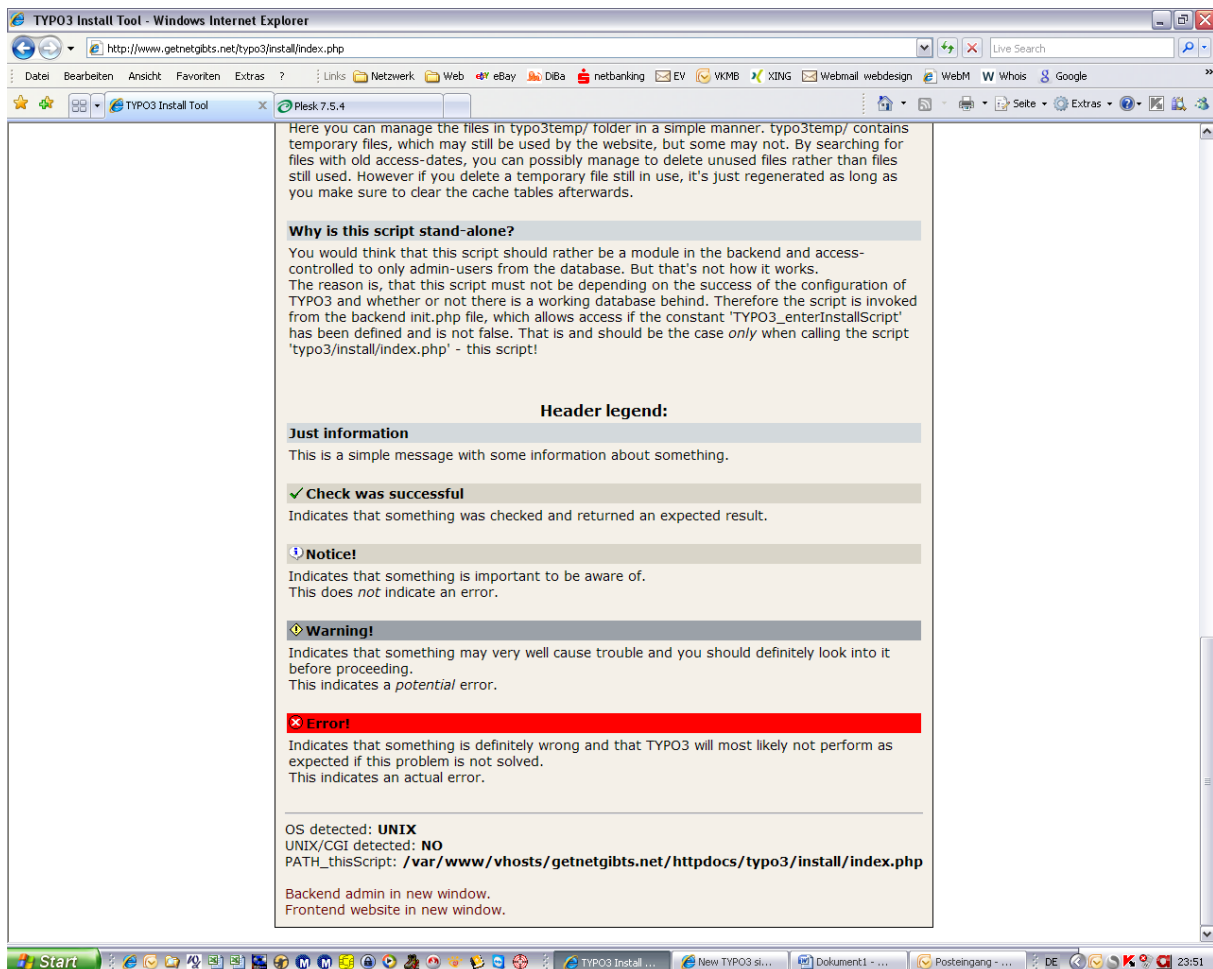 TYPO3 Install Tool - Windows Internet Explorer
http://www.getnetgibts.net/typo3/install/index.php
Live Search
Datei Bearbeiten Ansicht Favoriten Extras ? Links Netzwerk Web eBay DiBa netbanking EV VKMB XING Webmail webdesign WebM Whois Google »
TYPO3 Install Tool X Plesk 7.5.4 Seite Extras
Here you can manage the files in typo3temp/ folder in a simple manner. typo3temp/ contains
temporary files, which may still be used by the website, but some may not. By searching for
files with old access-dates, you can possibly manage to delete unused files rather than files
still used. However if you delete a temporary file still in use, it's just regenerated as long as
you make sure to clear the cache tables afterwards.
Why is this script stand-alone?
You would think that this script should rather be a module in the backend and access-
controlled to only admin-users from the database. But that's not how it works.
The reason is, that this script must not be depending on the success of the configuration of
TYPO3 and whether or not there is a working database behind. Therefore the script is invoked
from the backend init.php file, which allows access if the constant 'TYPO3_enterInstallScript'
has been defined and is not false. That is and should be the case only when calling the script
'typo3/install/index.php' - this script!
Header legend:
Just information
This is a simple message with some information about something.
Check was successful
Indicates that something was checked and returned an expected result.
Notice!
Indicates that something is important to be aware of.
This does not indicate an error.
Warning!
Indicates that something may very well cause trouble and you should definitely look into it
before proceeding.
This indicates a potential error.
Error!
Indicates that something is definitely wrong and that TYPO3 will most likely not perform as
expected if this problem is not solved.
This indicates an actual error.
OS detected: UNIX
UNIX/CGI detected: NO
PATH_thisScript: /var/www/vhosts/getnetgibts.net/httpdocs/typo3/install/index.php
Backend admin in new window.
Frontend website in new window.
Start TYPO3 Install ... New TYPO3 si... Dokument1 - ... Posteingang - ... DE 23:51